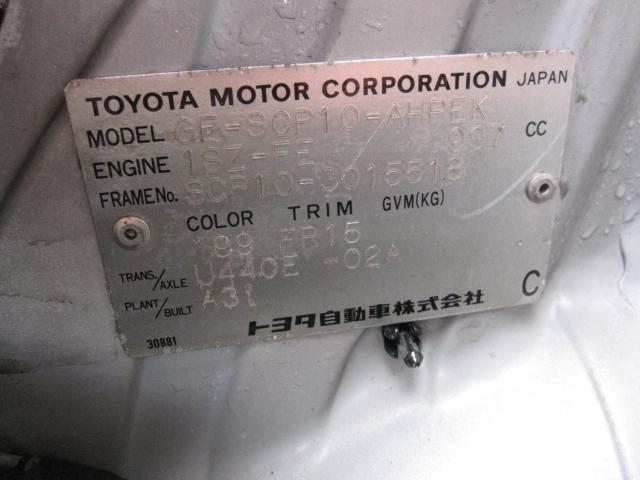 TOYOTA MOTOR CORPORATION JAPAN
MODEL GF-SCP10-AHPEK
ENGINE 1SZ-FE 997 CC
FRAME No. SCP10-3015518
COLOR TRIM GVM(KG)
199 FB15
TRANS./AXLE U440E -02A
PLANT/BUILT A31
C
トヨタ自動車株式会社
30881